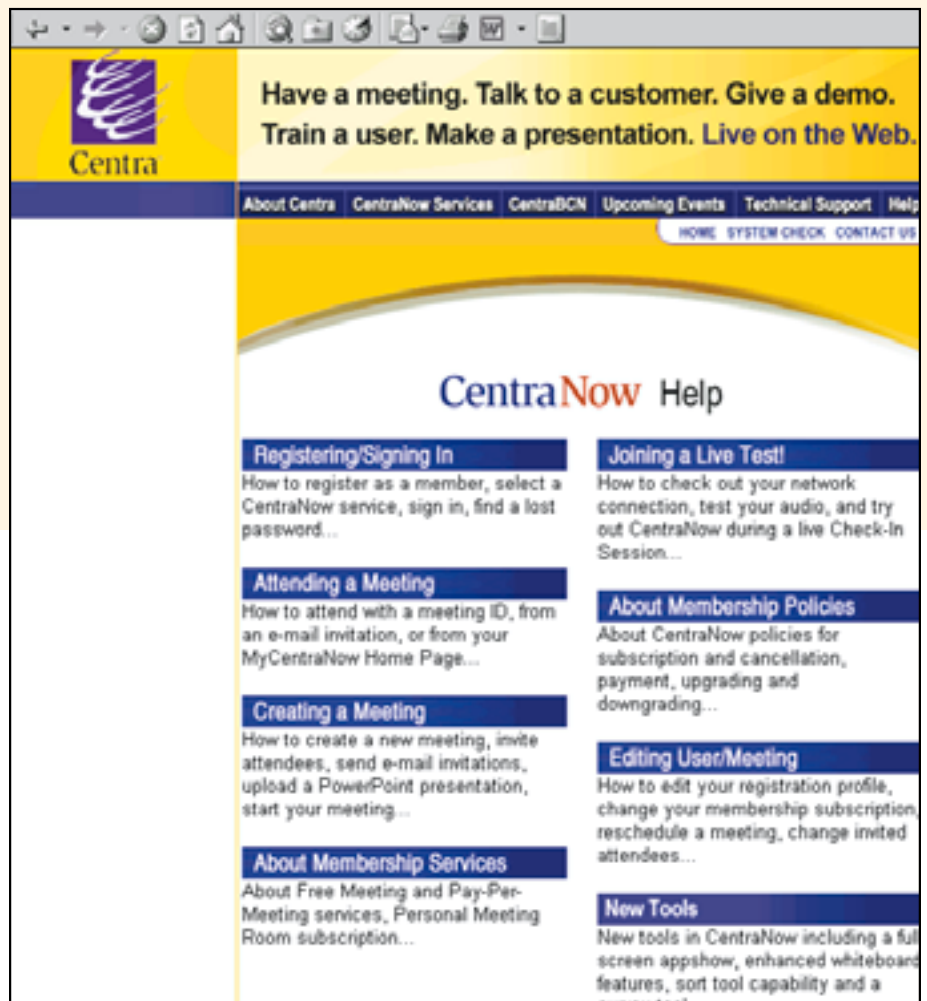 Centra
Have a meeting. Talk to a customer. Give a demo.
Train a user. Make a presentation. Live on the Web.
About Centra CentraNow Services CentraBCN Upcoming Events Technical Support Help
HOME SYSTEM CHECK CONTACT US
CentraNow Help
Registering/Signing In
How to register as a member, select a
CentraNow service, sign in, find a lost
password...
Attending a Meeting
How to attend with a meeting ID, from
an e-mail invitation, or from your
MyCentraNow Home Page...
Creating a Meeting
How to create a new meeting, invite
attendees, send e-mail invitations,
upload a PowerPoint presentation,
start your meeting...
About Membership Services
About Free Meeting and Pay-Per-
Meeting services, Personal Meeting
Room subscription...
Joining a Live Test!
How to check out your network
connection, test your audio, and try
out CentraNow during a live Check-In
Session...
About Membership Policies
About CentraNow policies for
subscription and cancellation,
payment, upgrading and
downgrading...
Editing User/Meeting
How to edit your registration profile,
change your membership subscription,
reschedule a meeting, change invited
attendees...
New Tools
New tools in CentraNow including a full
screen appshow, enhanced whiteboard
features, sort tool capability and a